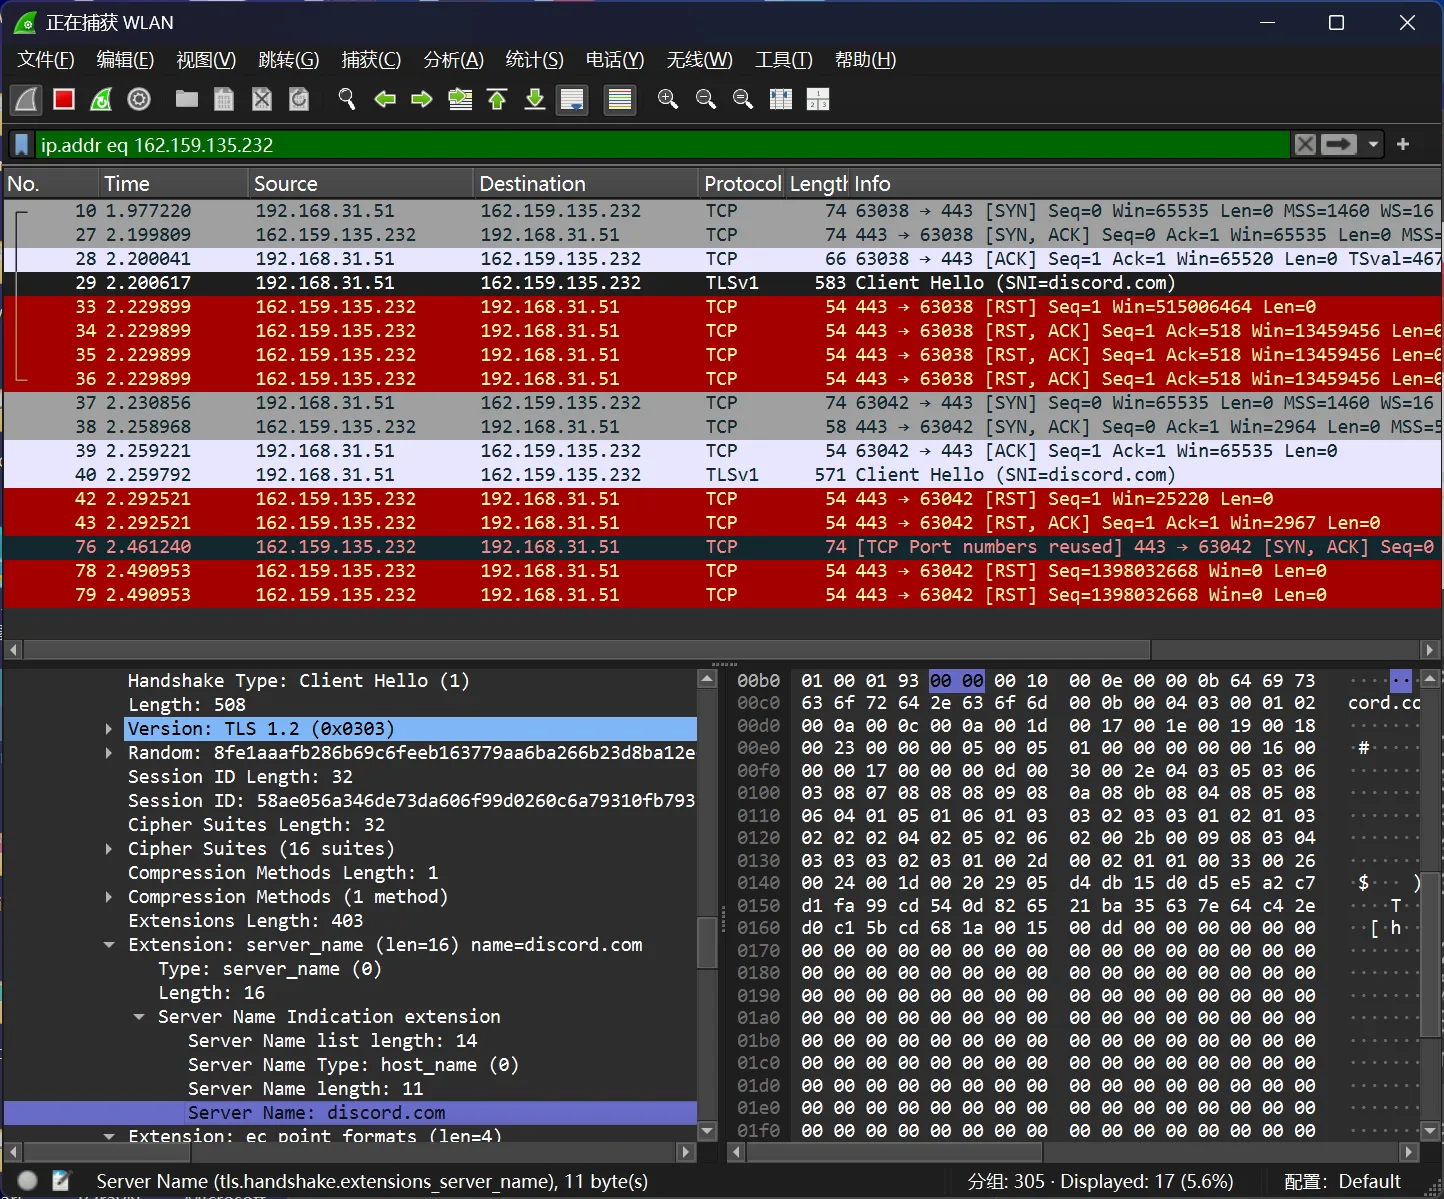 正在捕获 WLAN
文件(F) 编辑(E) 视图(V) 跳转(G) 捕获(C) 分析(A) 统计(S) 电话(Y) 无线(W) 工具(T) 帮助(H)
ip.addr eq 162.159.135.232
No. Time Source Destination Protocol Length Info
10 1.977220 192.168.31.51 162.159.135.232 TCP 74 63038 → 443 [SYN] Seq=0 Win=65535 Len=0 MSS=1460 WS=16
27 2.199809 162.159.135.232 192.168.31.51 TCP 74 443 → 63038 [SYN, ACK] Seq=0 Ack=1 Win=65535 Len=0 MSS=
28 2.200041 192.168.31.51 162.159.135.232 TCP 66 63038 → 443 [ACK] Seq=1 Ack=1 Win=65520 Len=0 TSval=467
29 2.200617 192.168.31.51 162.159.135.232 TLSv1 583 Client Hello (SNI=discord.com)
33 2.229899 162.159.135.232 192.168.31.51 TCP 54 443 → 63038 [RST] Seq=1 Win=515006464 Len=0
34 2.229899 162.159.135.232 192.168.31.51 TCP 54 443 → 63038 [RST, ACK] Seq=1 Ack=518 Win=13459456 Len=0
35 2.229899 162.159.135.232 192.168.31.51 TCP 54 443 → 63038 [RST, ACK] Seq=1 Ack=518 Win=13459456 Len=0
36 2.229899 162.159.135.232 192.168.31.51 TCP 54 443 → 63038 [RST, ACK] Seq=1 Ack=518 Win=13459456 Len=0
37 2.230856 192.168.31.51 162.159.135.232 TCP 74 63042 → 443 [SYN] Seq=0 Win=65535 Len=0 MSS=1460 WS=16
38 2.258968 162.159.135.232 192.168.31.51 TCP 58 443 → 63042 [SYN, ACK] Seq=0 Ack=1 Win=2964 Len=0 MSS=5
39 2.259221 192.168.31.51 162.159.135.232 TCP 54 63042 → 443 [ACK] Seq=1 Ack=1 Win=65535 Len=0
40 2.259792 192.168.31.51 162.159.135.232 TLSv1 571 Client Hello (SNI=discord.com)
42 2.292521 162.159.135.232 192.168.31.51 TCP 54 443 → 63042 [RST] Seq=1 Win=25220 Len=0
43 2.292521 162.159.135.232 192.168.31.51 TCP 54 443 → 63042 [RST, ACK] Seq=1 Ack=1 Win=2967 Len=0
76 2.461240 162.159.135.232 192.168.31.51 TCP 74 [TCP Port numbers reused] 443 → 63042 [SYN, ACK] Seq=0
78 2.490953 162.159.135.232 192.168.31.51 TCP 54 443 → 63042 [RST] Seq=1398032668 Win=0 Len=0
79 2.490953 162.159.135.232 192.168.31.51 TCP 54 443 → 63042 [RST] Seq=1398032668 Win=0 Len=0
Handshake Type: Client Hello (1)
Length: 508
Version: TLS 1.2 (0x0303)
Random: 8fe1aaafb286b69c6feeb163779aa6ba266b23d8ba12e
Session ID Length: 32
Session ID: 58ae056a346de73da606f99d0260c6a79310fb793
Cipher Suites Length: 32
Cipher Suites (16 suites)
Compression Methods Length: 1
Compression Methods (1 method)
Extensions Length: 403
Extension: server_name (len=16) name=discord.com
Type: server_name (0)
Length: 16
Server Name Indication extension
Server Name list length: 14
Server Name Type: host_name (0)
Server Name length: 11
Server Name: discord.com
Extension: ec_point_formats (len=4)
00b0 01 00 01 93 00 00 00 10 00 0e 00 00 0b 64 69 73 ······
00c0 63 6f 72 64 2e 63 6f 6d 00 0b 00 04 03 00 01 02 cord.co
00d0 00 0a 00 0c 00 0a 00 1d 00 17 00 1e 00 19 00 18 ·······
00e0 00 23 00 00 00 05 00 05 01 00 00 00 00 00 16 00 ·#·····
00f0 00 00 17 00 00 00 0d 00 30 00 2e 04 03 05 03 06 ·······
0100 03 08 07 08 08 08 09 08 0a 08 0b 08 04 08 05 08 ·······
0110 06 04 01 05 01 06 01 03 03 02 03 03 01 02 01 03 ·······
0120 02 02 02 04 02 05 02 06 02 00 2b 00 09 08 03 04 ·······
0130 03 03 03 02 03 01 00 2d 00 02 01 01 00 33 00 26 ·······
0140 00 24 00 1d 00 20 29 05 d4 db 15 d0 d5 e5 a2 c7 ·$··· )
0150 d1 fa 99 cd 54 0d 82 65 21 ba 35 63 7e 64 c4 2e ····T··
0160 d0 c1 5b cd 68 1a 00 15 00 dd 00 00 00 00 00 00 ··[·h··
0170 00 00 00 00 00 00 00 00 00 00 00 00 00 00 00 00 ·······
0180 00 00 00 00 00 00 00 00 00 00 00 00 00 00 00 00 ·······
0190 00 00 00 00 00 00 00 00 00 00 00 00 00 00 00 00 ·······
01a0 00 00 00 00 00 00 00 00 00 00 00 00 00 00 00 00 ·······
01b0 00 00 00 00 00 00 00 00 00 00 00 00 00 00 00 00 ·······
01c0 00 00 00 00 00 00 00 00 00 00 00 00 00 00 00 00 ·······
01d0 00 00 00 00 00 00 00 00 00 00 00 00 00 00 00 00 ·······
01e0 00 00 00 00 00 00 00 00 00 00 00 00 00 00 00 00 ·······
01f0 00 00 00 00 00 00 00 00 00 00 00 00 00 00 00 00 ·······
Server Name (tls.handshake.extensions_server_name), 11 byte(s) 分组: 305 · Displayed: 17 (5.6%) 配置: Default